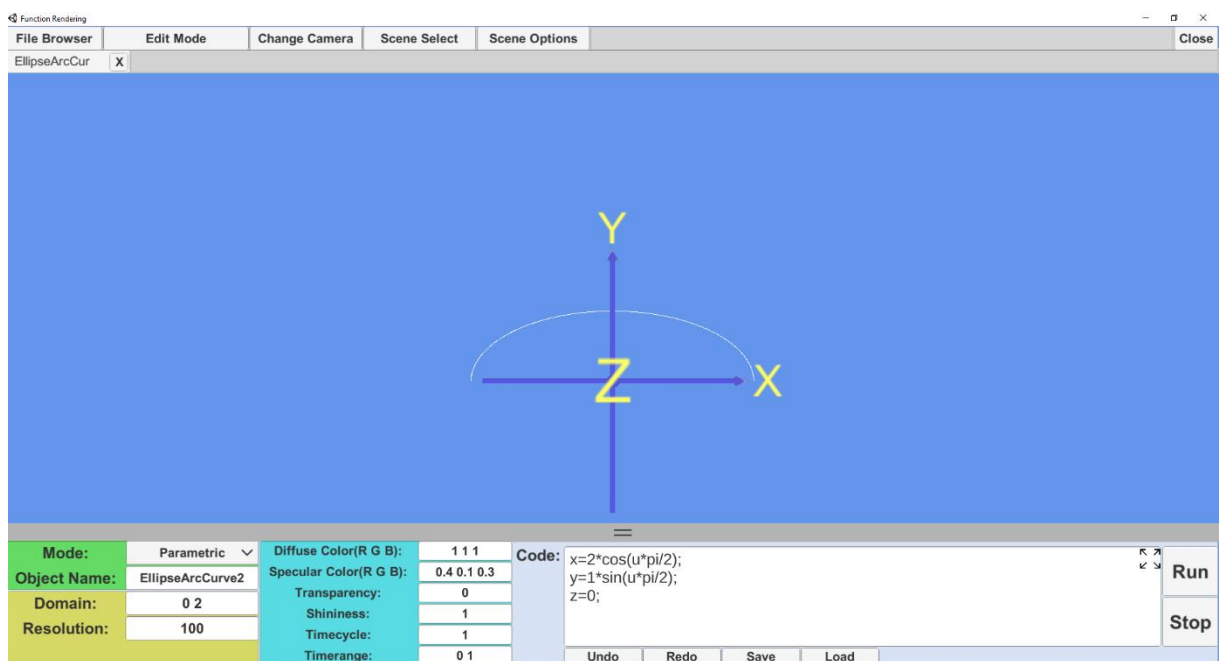 Function Rendering
File Browser Edit Mode Change Camera Scene Select Scene Options Close
EllipseArcCur X
Y
Z X
Mode: Parametric
Object Name: EllipseArcCurve2
Domain: 0 2
Resolution: 100
Diffuse Color(R G B): 1 1 1
Specular Color(R G B): 0.4 0.1 0.3
Transparency: 0
Shininess: 1
Timecycle: 1
Timerange: 0 1
Code:
x=2*cos(u*pi/2);
y=1*sin(u*pi/2);
z=0;
Run
Stop
Undo Redo Save Load